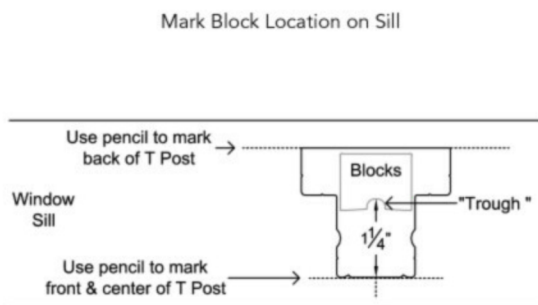 Mark Block Location on Sill
Use pencil to mark
back of T Post
Blocks
Window
Sill
"Trough "
1¼"
Use pencil to mark
front & center of T Post